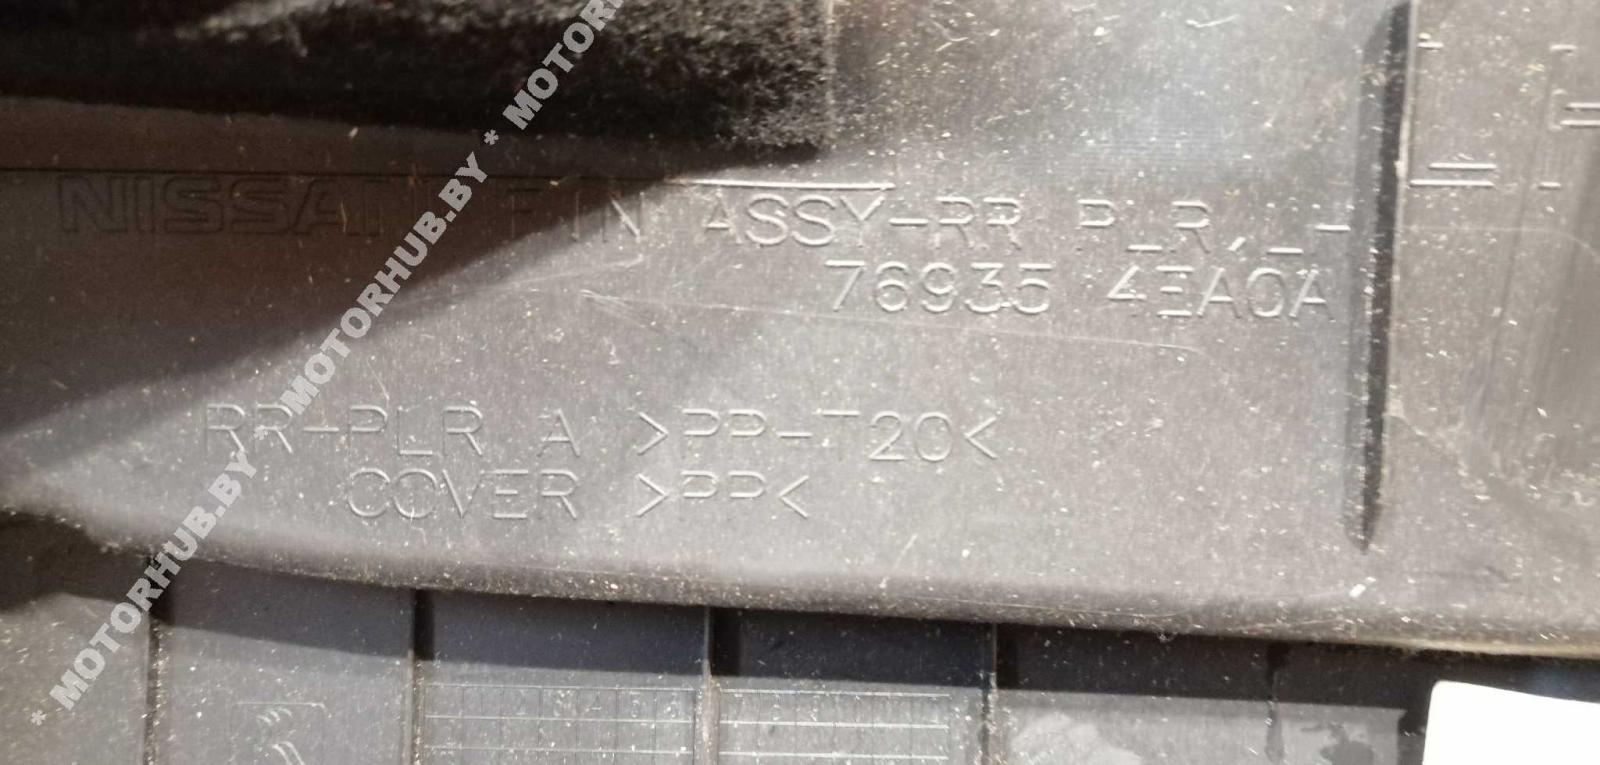 NISSAN FIN ASSY-RR PLR, L-
76935 4EA0A
RR-PLR A >PP-T20<
COVER >PP<
* MOTORHUB.BY * MOTORHUB.BY * MOTORHUB.BY * MOTOR